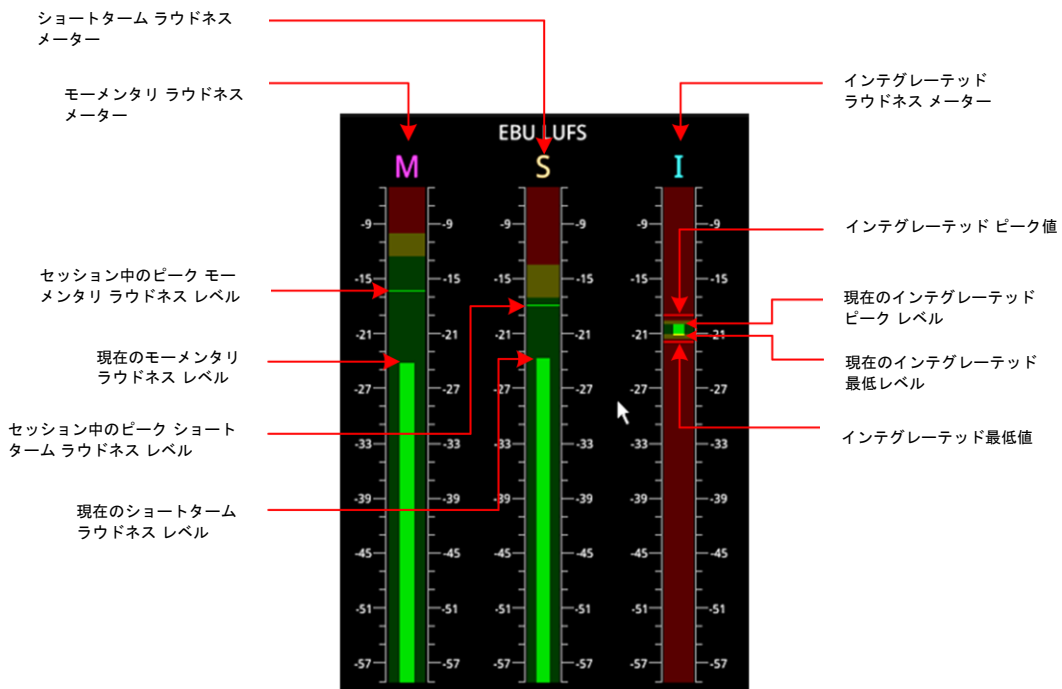 ショートターム ラウドネス
メーター
モーメンタリ ラウドネス
メーター
インテグレーテッド
ラウドネス メーター
EBU LUFS
M
S
I
-9 -9 -9 -9 -9 -9
-15 -15 -15 -15 -15 -15
-21 -21 -21 -21 -21 -21
-27 -27 -27 -27 -27 -27
-33 -33 -33 -33 -33 -33
-39 -39 -39 -39 -39 -39
-45 -45 -45 -45 -45 -45
-51 -51 -51 -51 -51 -51
-57 -57 -57 -57 -57 -57
セッション中のピーク モー
メンタリ ラウドネス レベル
現在のモーメンタリ
ラウドネス レベル
セッション中のピーク ショート
ターム ラウドネス レベル
現在のショートターム
ラウドネス レベル
インテグレーテッド ピーク値
現在のインテグレーテッド
ピーク レベル
現在のインテグレーテッド
最低レベル
インテグレーテッド最低値